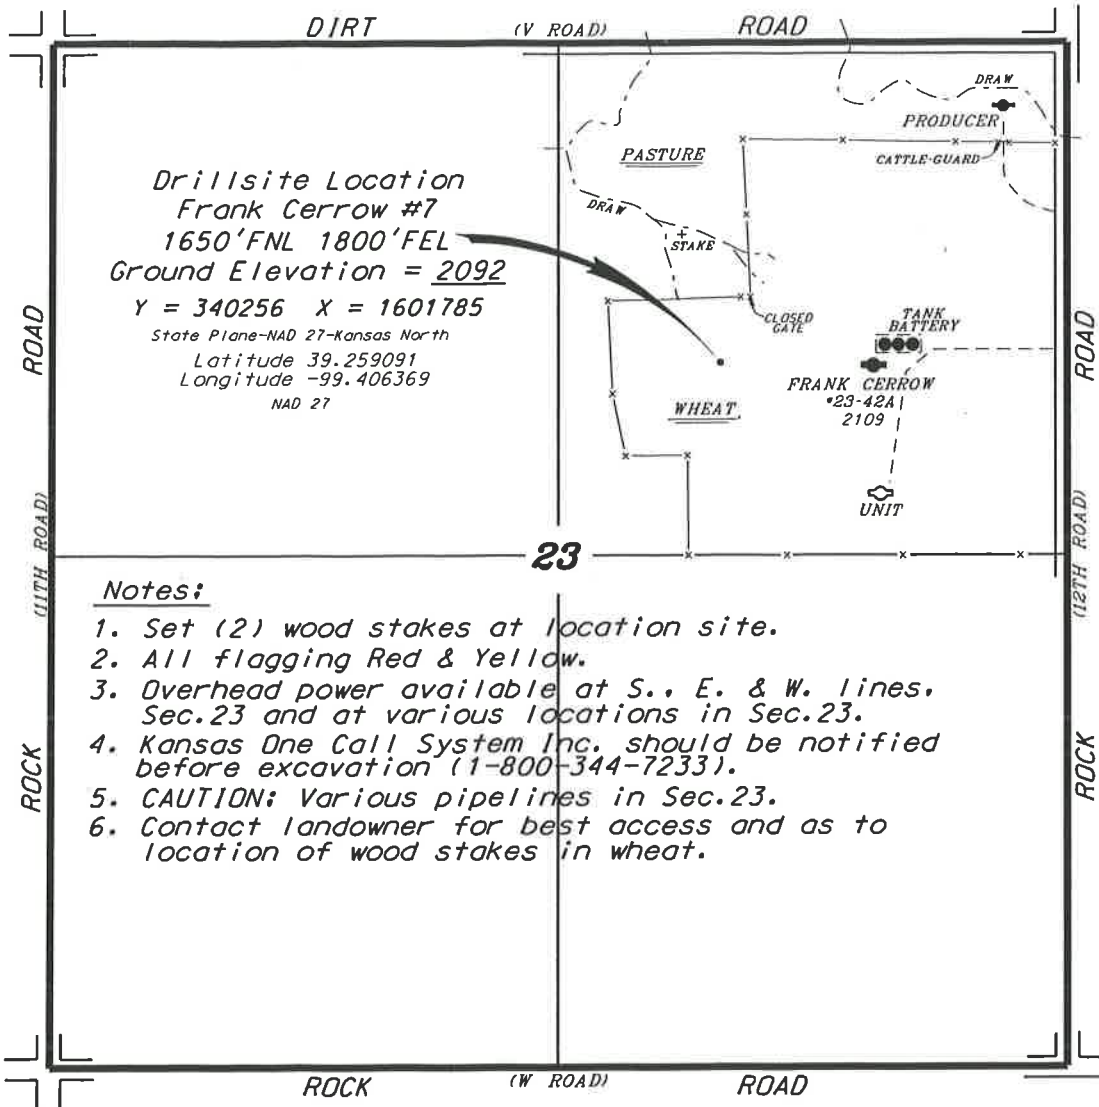 DIRT (V ROAD) ROAD
DRAW
PRODUCER
CATTLE-GUARD
PASTURE
Drillsite Location
Frank Cerrow #7
1650'FNL 1800'FEL
Ground Elevation = 2092
Y = 340256 X = 1601785
State Plane-NAD 27-Kansas North
Latitude 39.259091
Longitude -99.406369
NAD 27
DRAW
STAKE
CLOSED
GATE
TANK
BATTERY
FRANK CERROW
#23-42A
2109
WHEAT
UNIT
ROAD
(11TH ROAD)
ROCK
ROAD
(12TH ROAD)
ROCK
23
Notes:
1. Set (2) wood stakes at location site.
2. All flagging Red & Yellow.
3. Overhead power available at S., E. & W. lines,
Sec.23 and at various locations in Sec.23.
4. Kansas One Call System Inc. should be notified
before excavation (1-800-344-7233).
5. CAUTION: Various pipelines in Sec.23.
6. Contact landowner for best access and as to
location of wood stakes in wheat.
ROCK (W ROAD) ROAD